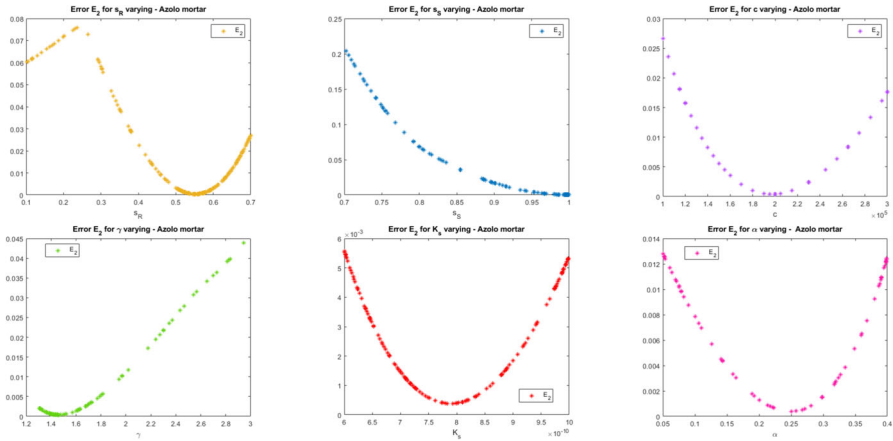 Error E₂ for s_R varying - Azolo mortar
E₂
0.08
0.07
0.06
0.05
0.04
0.03
0.02
0.01
0
0.1 0.2 0.3 0.4 0.5 0.6 0.7
s_R
Error E₂ for s_S varying - Azolo mortar
E₂
0.25
0.2
0.15
0.1
0.05
0
0.7 0.75 0.8 0.85 0.9 0.95 1
s_S
Error E₂ for c varying - Azolo mortar
E₂
0.03
0.025
0.02
0.015
0.01
0.005
0
1 1.2 1.4 1.6 1.8 2 2.2 2.4 2.6 2.8 3
c
×10⁵
Error E₂ for γ varying - Azolo mortar
E₂
0.045
0.04
0.035
0.03
0.025
0.02
0.015
0.01
0.005
0
1.2 1.4 1.6 1.8 2 2.2 2.4 2.6 2.8 3
γ
Error E₂ for K_s varying - Azolo mortar
×10⁻³
6
5
4
3
2
1
0
E₂
6 6.5 7 7.5 8 8.5 9 9.5 10
K_s
×10⁻¹⁰
Error E₂ for α varying - Azolo mortar
E₂
0.014
0.012
0.01
0.008
0.006
0.004
0.002
0
0.05 0.1 0.15 0.2 0.25 0.3 0.35 0.4
α